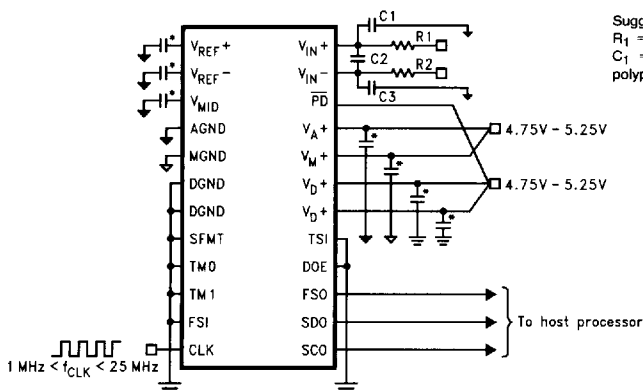 C1
Sugg
R1 =
C1 =
polyp
*
VREF+
VIN+
R1
C2
*
VREF-
VIN-
R2
*
VMID
PD
C3
AGND
VA+
4.75V - 5.25V
*
MGND
VM+
*
DGND
VD+
4.75V - 5.25V
*
DGND
VD+
*
SFMT
TSI
TM0
DOE
TM1
FSO
FSI
SDO
To host processor
CLK
SCO
1 MHz < fCLK < 25 MHz